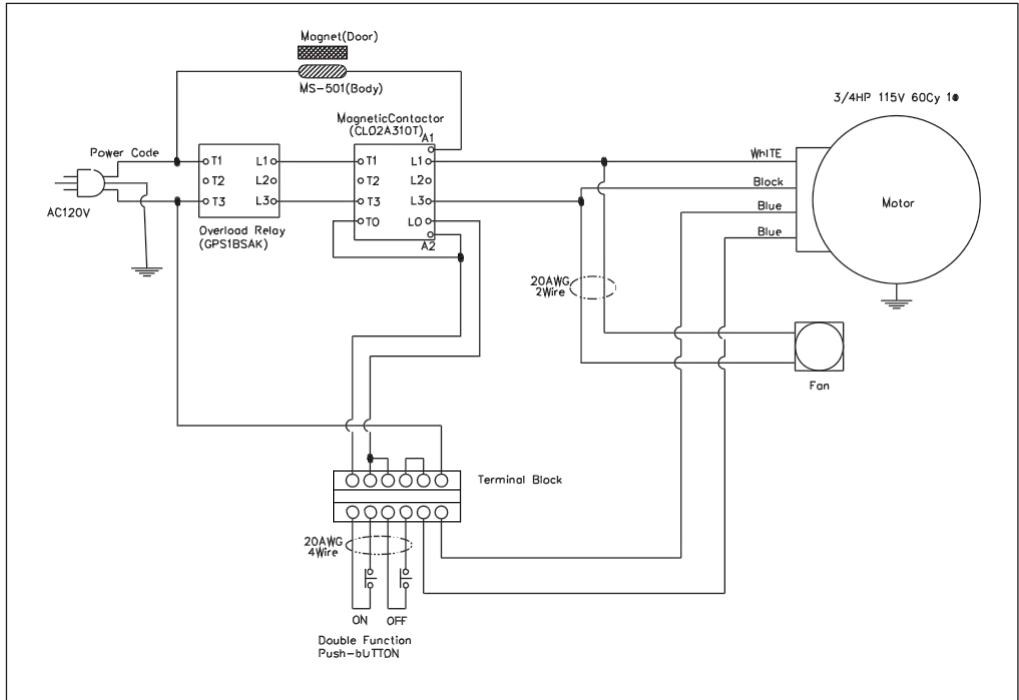 Magnet(Door)
MS-501(Body)
3/4HP 115V 60Cy 1
MagneticContactor
(CL02A310T)
A1
Power Code
T1
L1
T1
L1
WhITE
T2
L2
T2
L2
Block
T3
L3
T3
L3
Blue
Motor
AC120V
TO
LO
Blue
Overload Relay
(GPS1BSAK)
A2
20AWG
2Wire
Fan
Terminal Block
20AWG
4Wire
ON
OFF
Double Function
Push-bUTTON